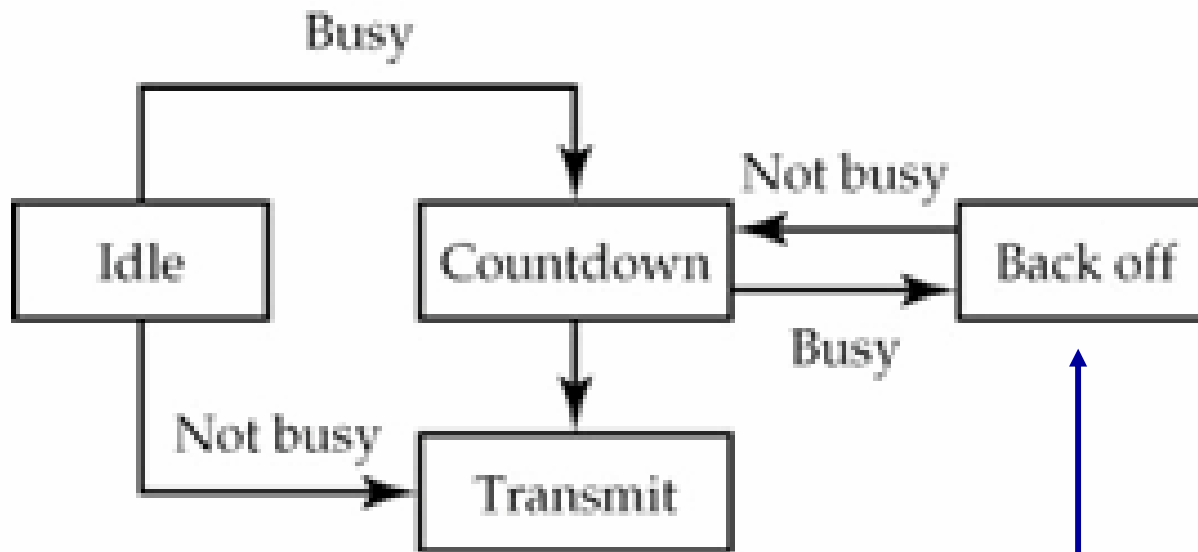 Busy
Not busy
Idle
Countdown
Back off
Busy
Not busy
Transmit